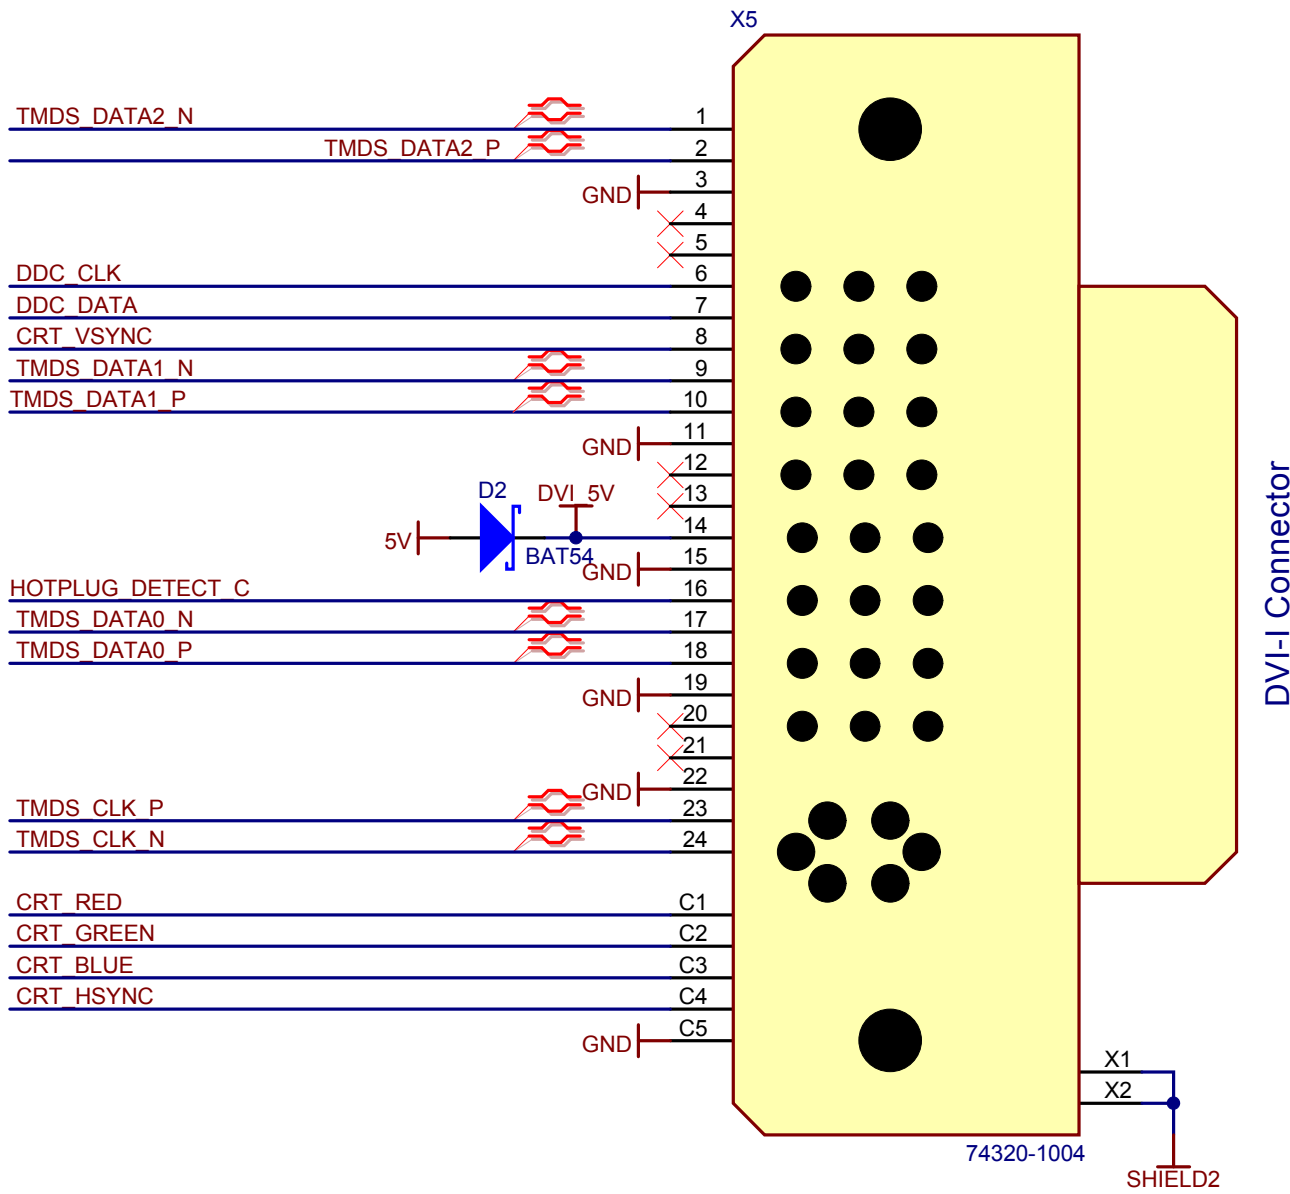 X5
TMDS_DATA2_N 1
TMDS_DATA2_P 2
GND 3
4
5
DDC_CLK 6
DDC_DATA 7
CRT_VSYNC 8
TMDS_DATA1_N 9
TMDS_DATA1_P 10
GND 11
12
13
D2 DVI_5V
5V BAT54 14
GND 15
HOTPLUG_DETECT_C 16
TMDS_DATA0_N 17
TMDS_DATA0_P 18
GND 19
20
21
GND 22
TMDS_CLK_P 23
TMDS_CLK_N 24
CRT_RED C1
CRT_GREEN C2
CRT_BLUE C3
CRT_HSYNC C4
GND C5
X1
X2
74320-1004
SHIELD2
DVI-I Connector